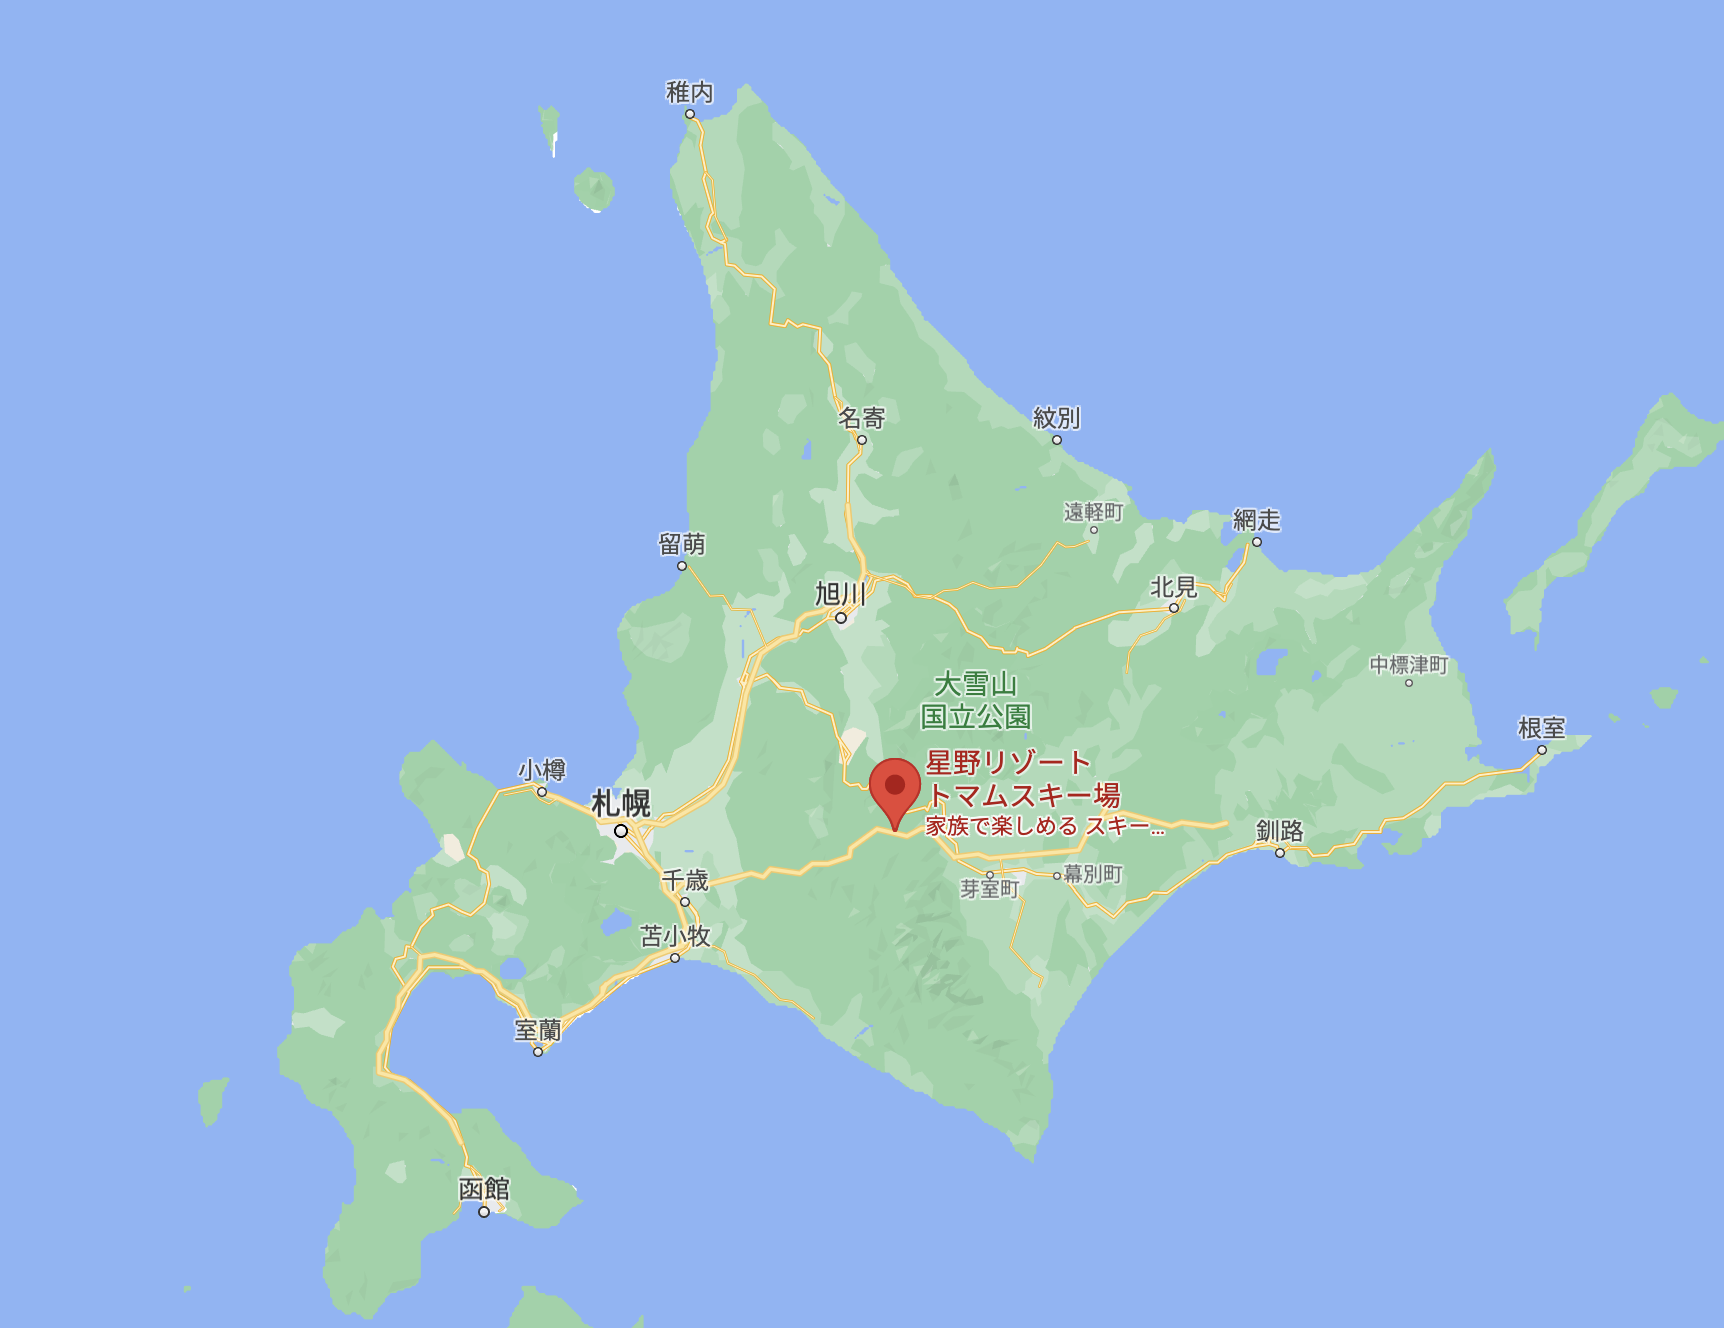 稚内
名寄
紋別
遠軽町
網走
留萌
北見
旭川
中標津町
大雪山
国立公園
根室
星野リゾート
トマムスキー場
家族で楽しめる スキー...
小樽
札幌
釧路
千歳
幕別町
芽室町
苫小牧
室蘭
函館